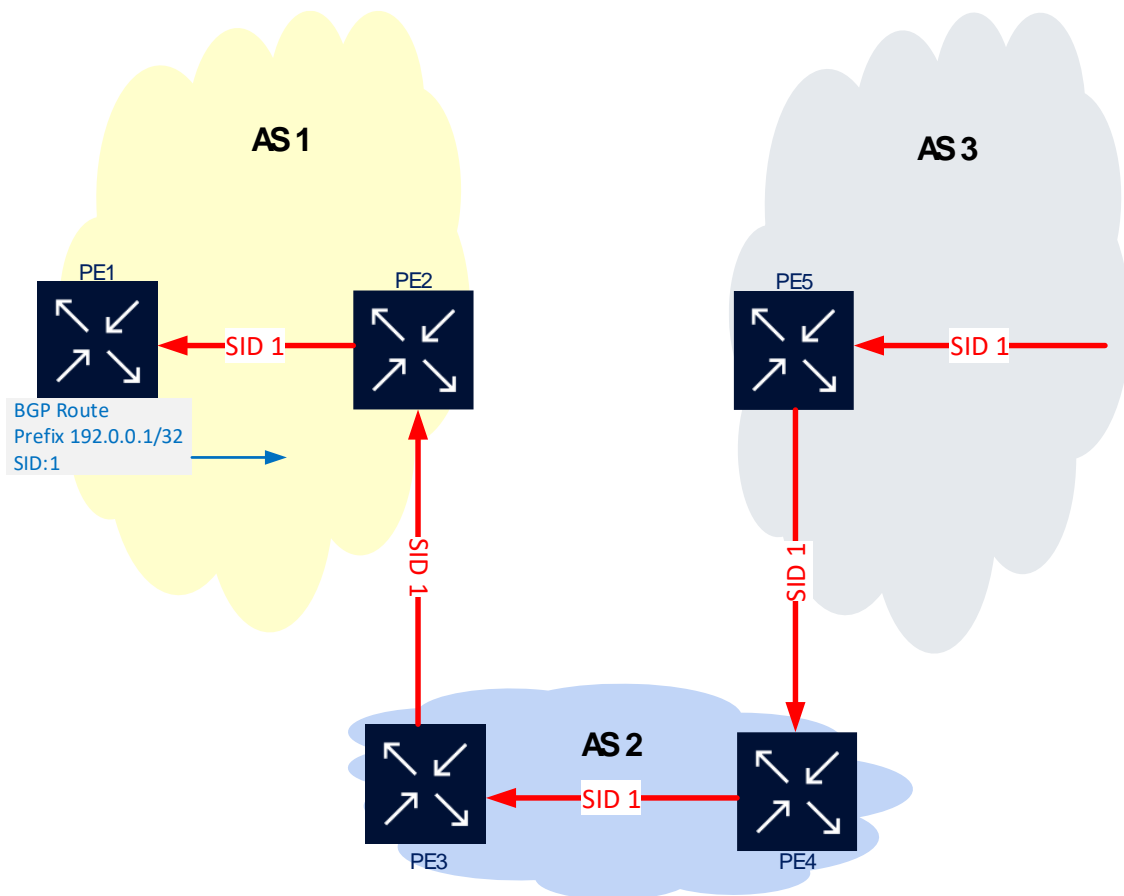 AS 1
AS 3
PE1
PE2
PE5
SID 1
SID 1
BGP Route
Prefix 192.0.0.1/32
SID:1
SID 1
SID 1
AS 2
SID 1
PE3
PE4